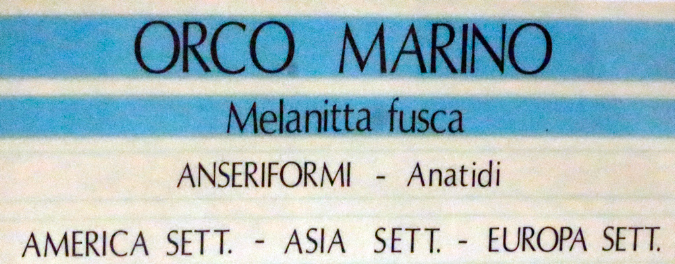 ORCO MARINO
Melanitta fusca
ANSERIFORMI - Anatidi
AMERICA SETT. - ASIA SETT. - EUROPA SETT.